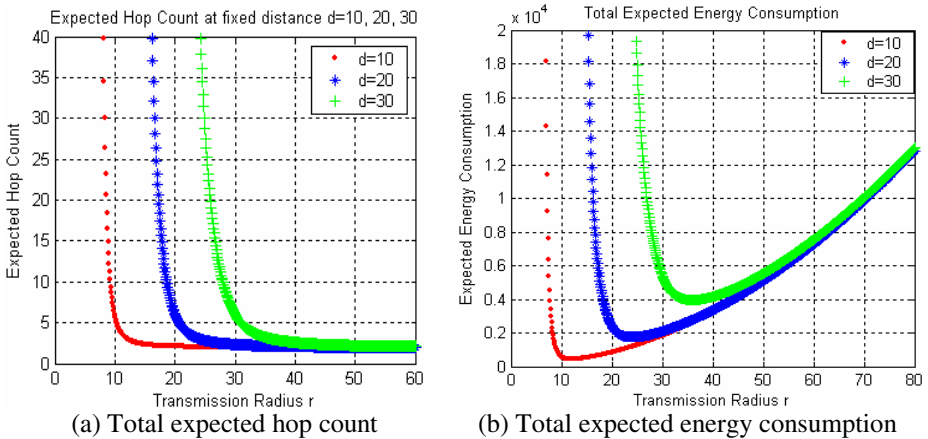 Expected Hop Count at fixed distance d=10, 20, 30
Expected Hop Count
40
35
30
25
20
15
10
5
0
d=10
d=20
d=30
0 10 20 30 40 50 60
Transmission Radius r
(a) Total expected hop count
x 10^4
Total Expected Energy Consumption
Expected Energy Consumption
2
1.8
1.6
1.4
1.2
1
0.8
0.6
0.4
0.2
0
d=10
d=20
d=30
0 10 20 30 40 50 60 70 80
Transmission Radius r
(b) Total expected energy consumption